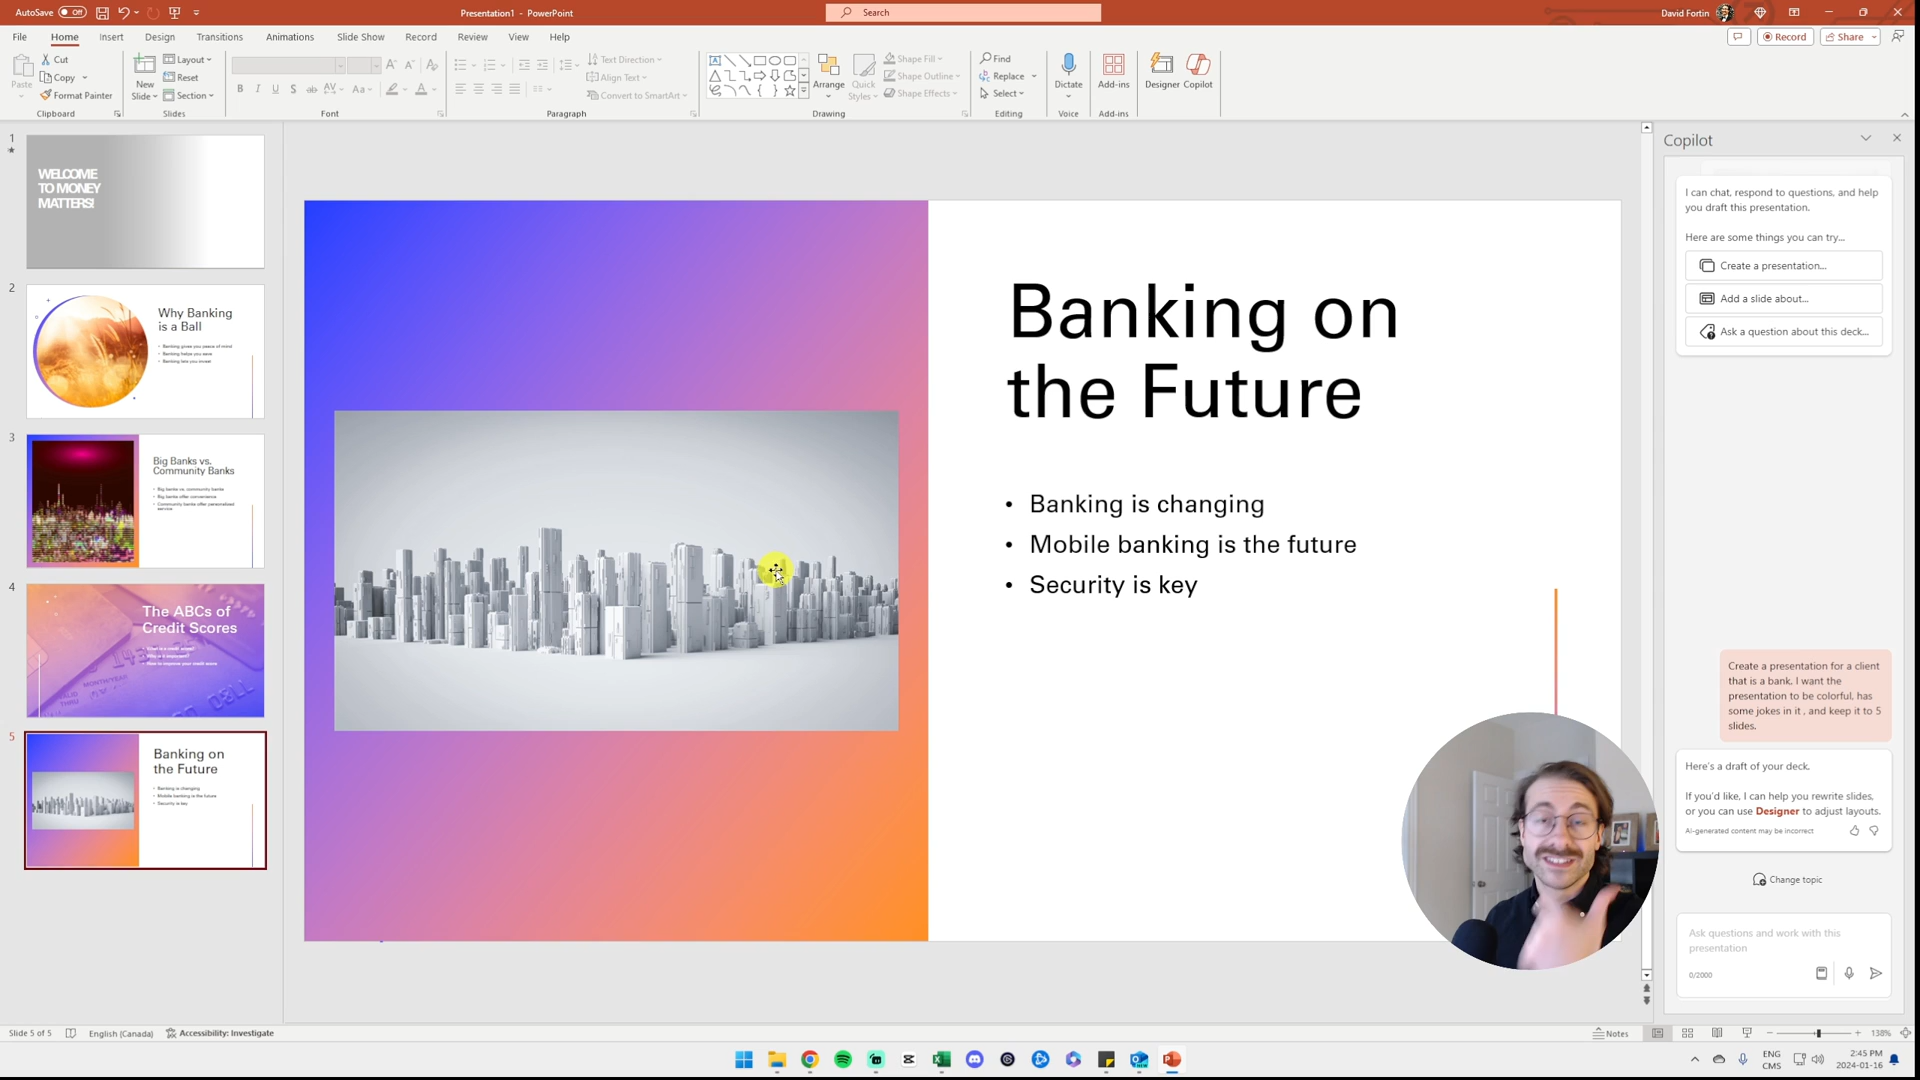 AutoSave Off
Presentation1 - PowerPoint
Search
David Fortin
File Home Insert Design Transitions Animations Slide Show Record Review View Help
Record
Share
Paste
Cut
Copy
Format Painter
Clipboard
New
Slide
Layout
Reset
Section
Slides
Font
Text Direction
Align Text
Convert to SmartArt
Paragraph
Arrange
Quick
Styles
Shape Fill
Shape Outline
Shape Effects
Drawing
Find
Replace
Select
Editing
Dictate
Voice
Add-ins
Add-ins
Designer
Copilot
1
WELCOME
TO MONEY
MATTERS!
2
Why Banking
is a Ball
• Banking gives you peace of mind
• Banking helps you save
• Banking lets you invest
3
Big Banks vs.
Community Banks
• Big banks vs. community banks
• Big banks offer convenience
• Community banks offer personalized
service
4
The ABCs of
Credit Scores
• What is a credit score?
• Why is it important?
• How to improve your credit score
5
Banking on
the Future
• Banking is changing
• Mobile banking is the future
• Security is key
Banking on
the Future
• Banking is changing
• Mobile banking is the future
• Security is key
Copilot
I can chat, respond to questions, and help
you draft this presentation.
Here are some things you can try...
Create a presentation...
Add a slide about...
Ask a question about this deck...
Create a presentation for a client
that is a bank. I want the
presentation to be colorful, has
some jokes in it , and keep it to 5
slides.
Here's a draft of your deck.
If you'd like, I can help you rewrite slides,
or you can use Designer to adjust layouts.
AI-generated content may be incorrect
Change topic
Ask questions and work with this
presentation
0/2000
Slide 5 of 5
English (Canada)
Accessibility: Investigate
Notes
138%
ENG
CMS
2:45 PM
2024-01-16